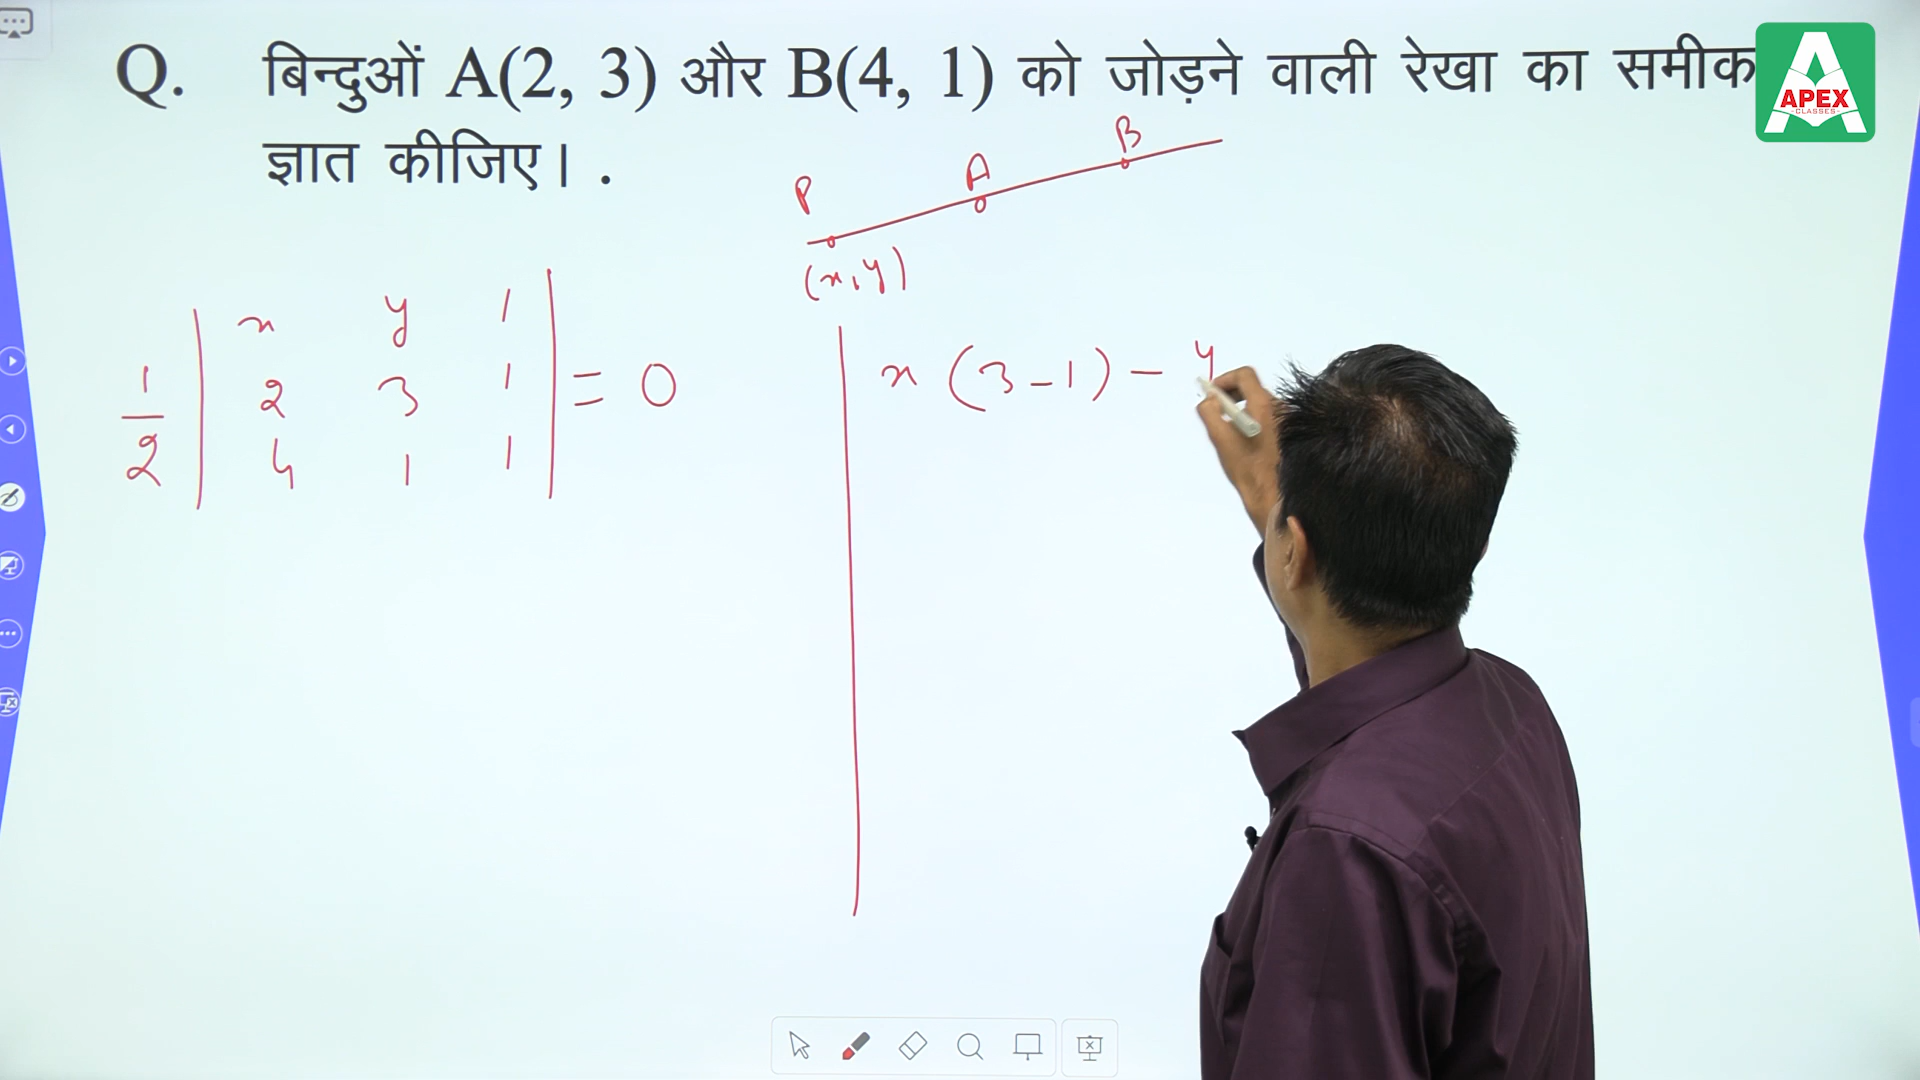 Q. बिन्दुओं A(2, 3) और B(4, 1) को जोड़ने वाली रेखा का समीक
ज्ञात कीजिए। .
APEX
CLASSES
P A B
(x, y)
1/2 | x y 1 | = 0
| 2 3 1 |
| 4 1 1 |
x (3 - 1) - y